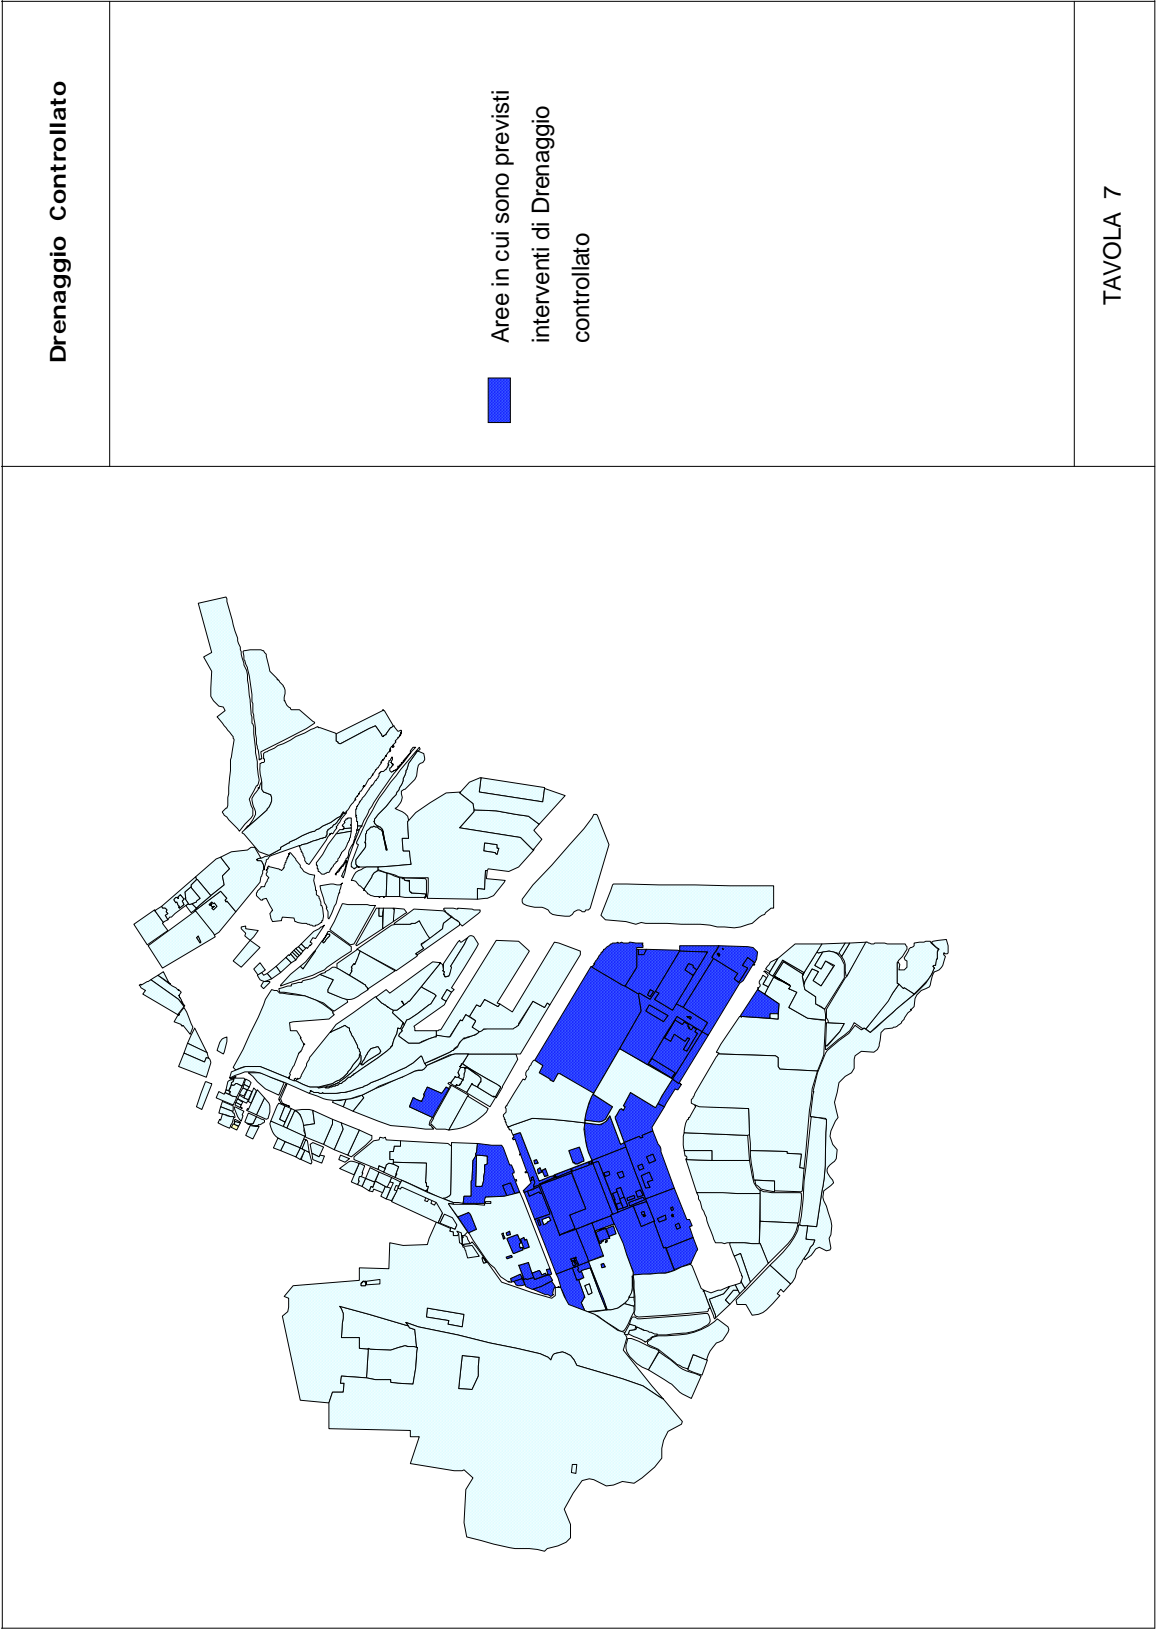 Drenaggio Controllato
Aree in cui sono previsti
interventi di Drenaggio
controllato
TAVOLA 7